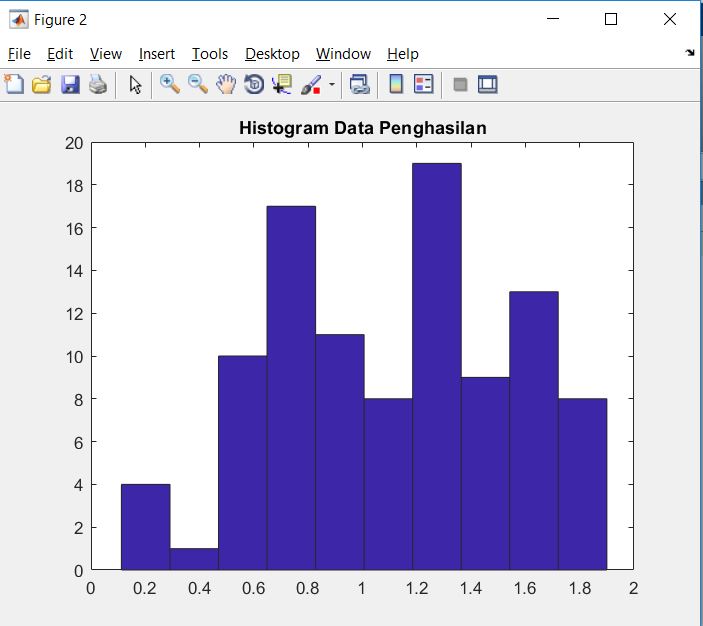 Figure 2
File Edit View Insert Tools Desktop Window Help
Histogram Data Penghasilan
20
18
16
14
12
10
8
6
4
2
0
0 0.2 0.4 0.6 0.8 1 1.2 1.4 1.6 1.8 2